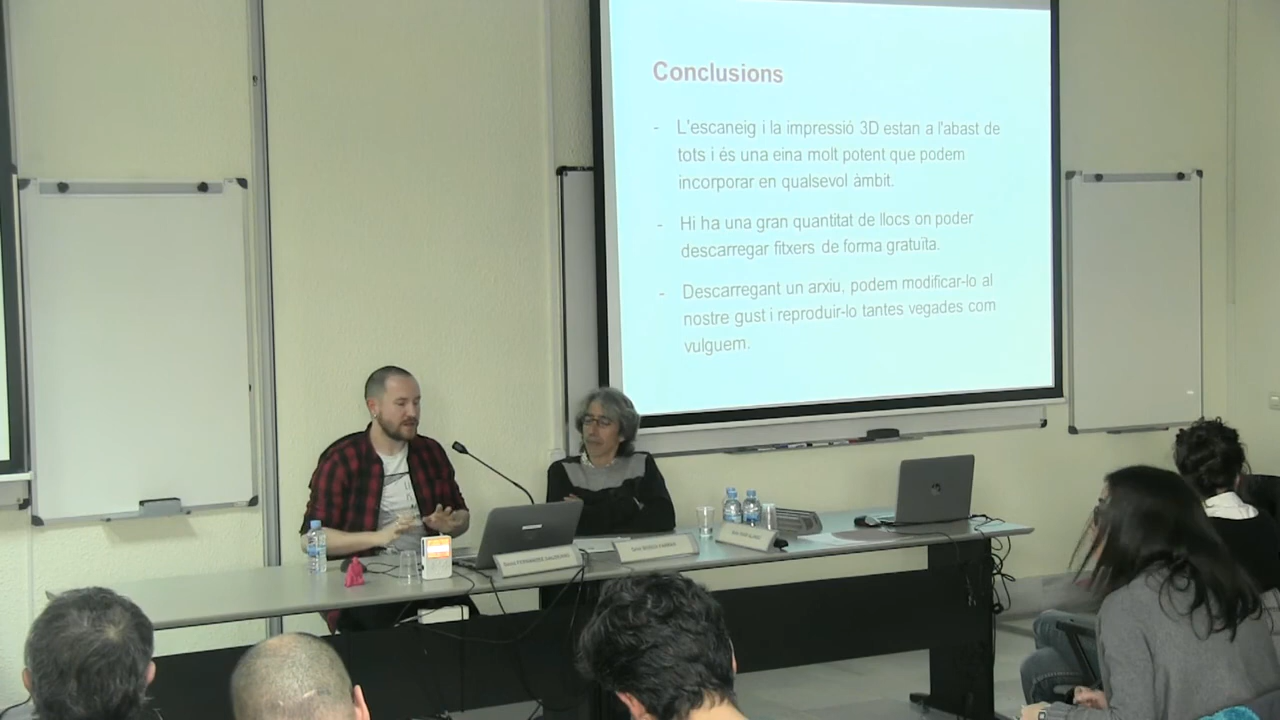 Conclusions
- L'escaneig i la impressió 3D estan a l'abast de
tots i és una eina molt potent que podem
incorporar en qualsevol àmbit.
- Hi ha una gran quantitat de llocs on poder
descarregar fitxers de forma gratuïta.
- Descarregant un arxiu, podem modificar-lo al
nostre gust i reproduir-lo tantes vegades com
vulguem.